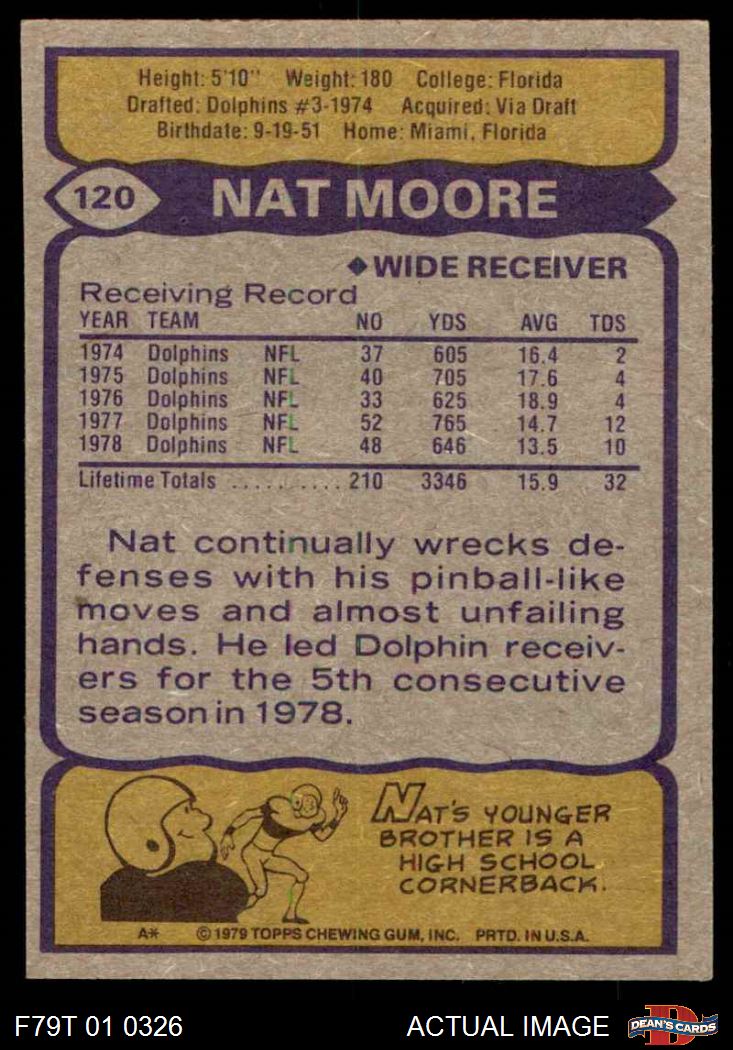 Height: 5'10" Weight: 180 College: Florida
Drafted: Dolphins #3-1974 Acquired: Via Draft
Birthdate: 9-19-51 Home: Miami, Florida
120 NAT MOORE
◆WIDE RECEIVER
Receiving Record
YEAR TEAM NO YDS AVG TDS
1974 Dolphins NFL 37 605 16.4 2
1975 Dolphins NFL 40 705 17.6 4
1976 Dolphins NFL 33 625 18.9 4
1977 Dolphins NFL 52 765 14.7 12
1978 Dolphins NFL 48 646 13.5 10
Lifetime Totals .......... 210 3346 15.9 32
Nat continually wrecks de-
fenses with his pinball-like
moves and almost unfailing
hands. He led Dolphin receiv-
ers for the 5th consecutive
season in 1978.
NAT'S YOUNGER
BROTHER IS A
HIGH SCHOOL
CORNERBACK.
A* © 1979 TOPPS CHEWING GUM, INC. PRTD. IN U.S.A.
F79T 01 0326 ACTUAL IMAGE D DEAN'S CARDS